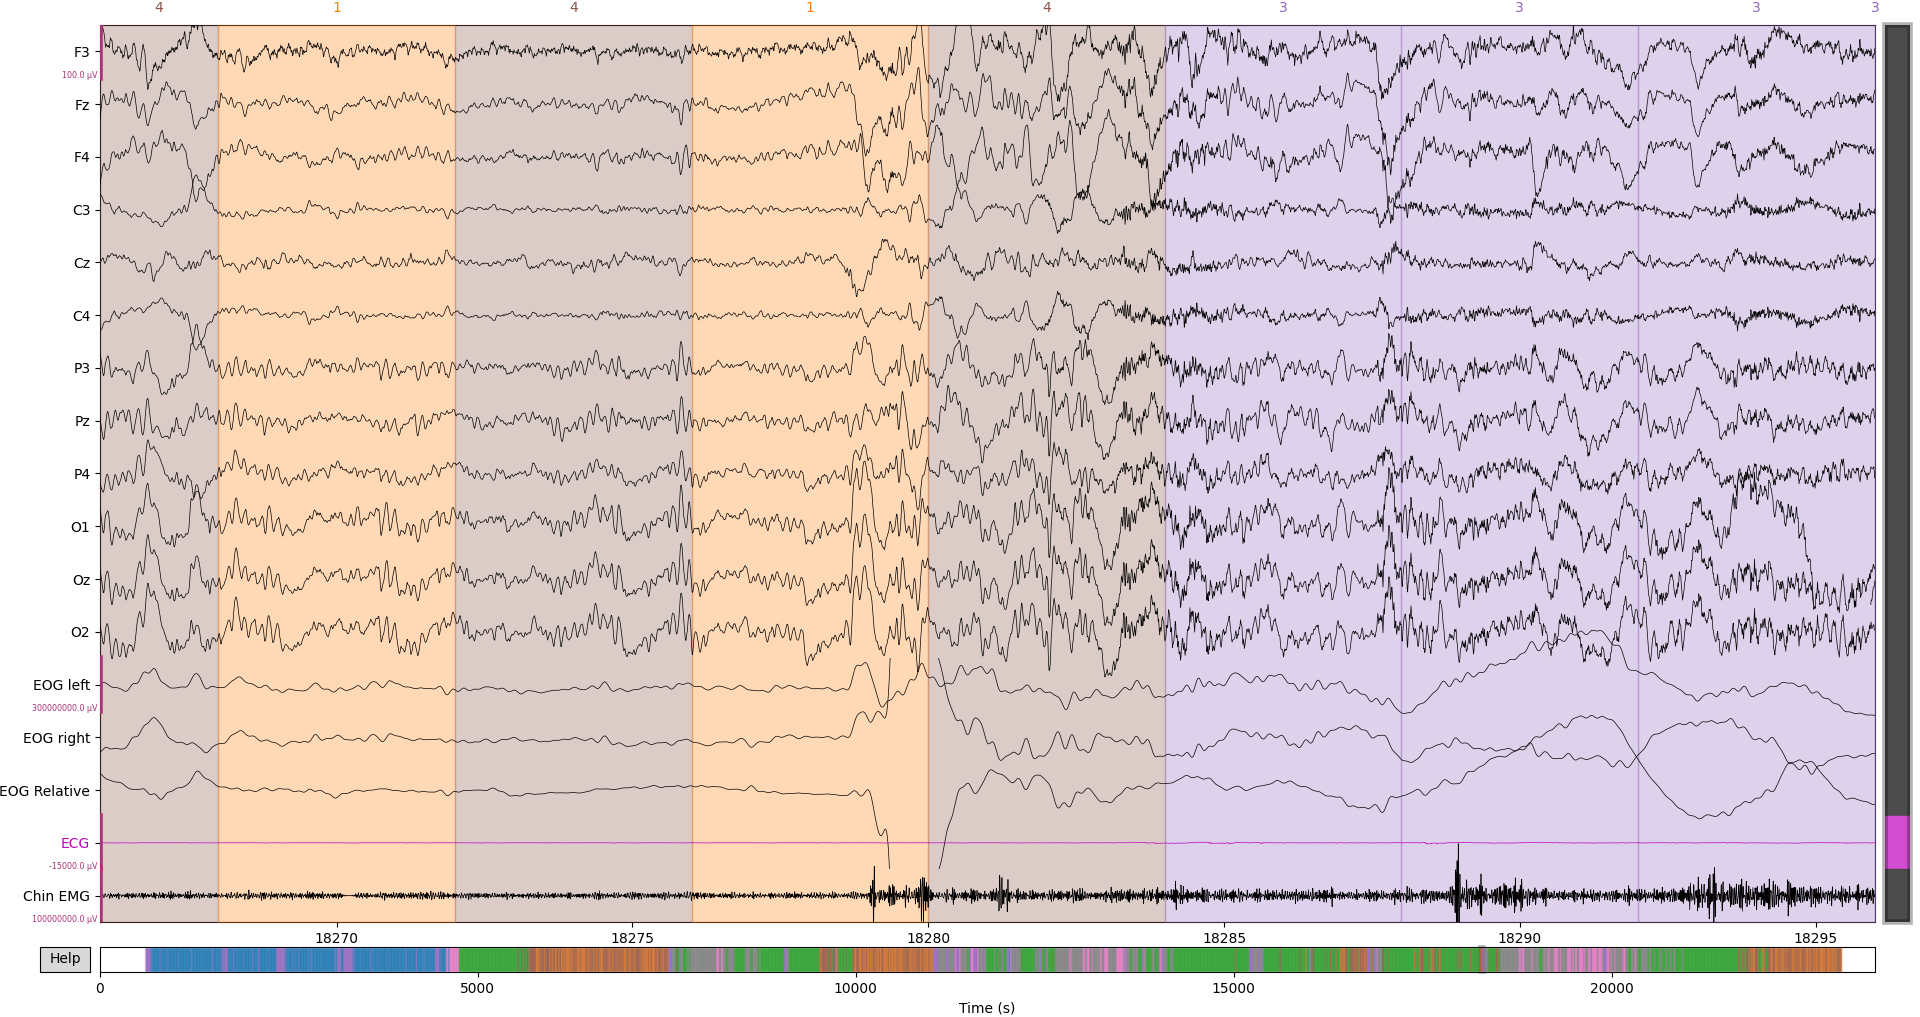 4 1 4 1 4 3 3 3 3
F3
100.0 µV
Fz
F4
C3
Cz
C4
P3
Pz
P4
O1
Oz
O2
EOG left
300000000.0 µV
EOG right
EOG Relative
ECG
-15000.0 µV
Chin EMG
100000000.0 µV
18270 18275 18280 18285 18290 18295
Help
0 5000 10000 15000 20000
Time (s)